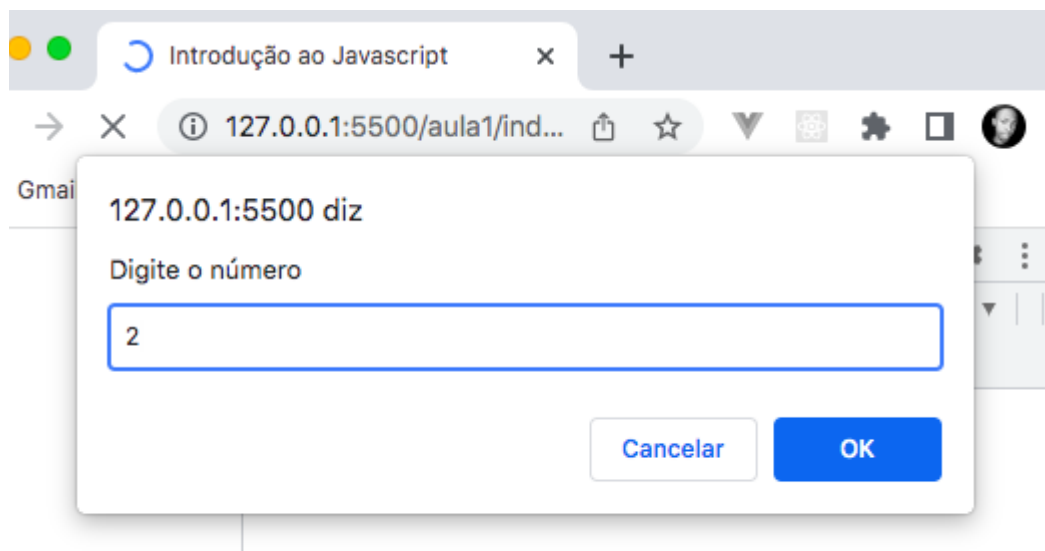 Introdução ao Javascript
127.0.0.1:5500/aula1/ind...
Gmai
127.0.0.1:5500 diz
Digite o número
2
Cancelar
OK